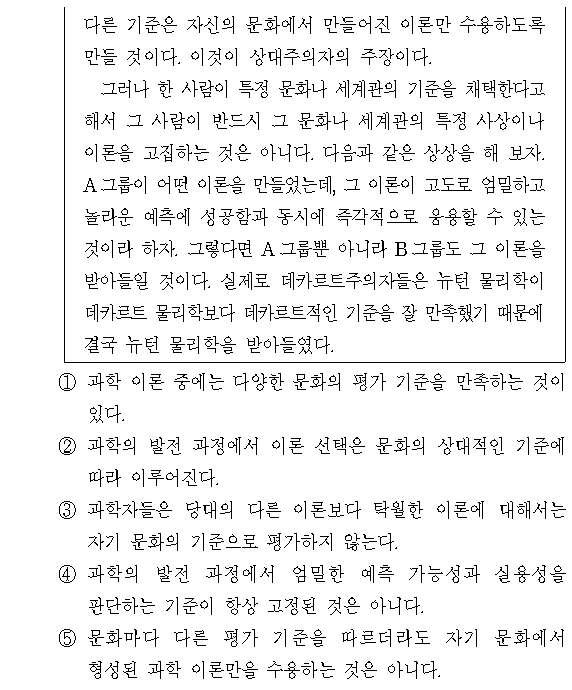 다른 기준은 자신의 문화에서 만들어진 이론만 수용하도록
만들 것이다. 이것이 상대주의자의 주장이다.
그러나 한 사람이 특정 문화나 세계관의 기준을 채택한다고
해서 그 사람이 반드시 그 문화나 세계관의 특정 사상이나
이론을 고집하는 것은 아니다. 다음과 같은 상상을 해 보자.
A그룹이 어떤 이론을 만들었는데, 그 이론이 고도로 엄밀하고
놀라운 예측에 성공함과 동시에 즉각적으로 응용할 수 있는
것이라 하자. 그렇다면 A그룹뿐 아니라 B그룹도 그 이론을
받아들일 것이다. 실제로 데카르트주의자들은 뉴턴 물리학이
데카르트 물리학보다 데카르트적인 기준을 잘 만족했기 때문에
결국 뉴턴 물리학을 받아들였다.
① 과학 이론 중에는 다양한 문화의 평가 기준을 만족하는 것이
있다.
② 과학의 발전 과정에서 이론 선택은 문화의 상대적인 기준에
따라 이루어진다.
③ 과학자들은 당대의 다른 이론보다 탁월한 이론에 대해서는
자기 문화의 기준으로 평가하지 않는다.
④ 과학의 발전 과정에서 엄밀한 예측 가능성과 실용성을
판단하는 기준이 항상 고정된 것은 아니다.
⑤ 문화마다 다른 평가 기준을 따르더라도 자기 문화에서
형성된 과학 이론만을 수용하는 것은 아니다.